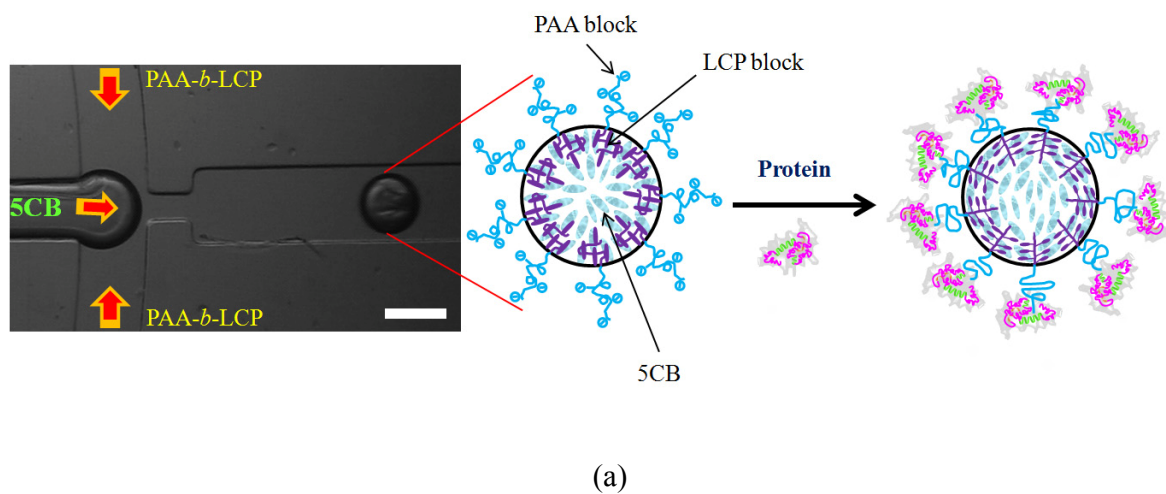 PAA block
LCP block
PAA-b-LCP
5CB
PAA-b-LCP
Protein
5CB
(a)